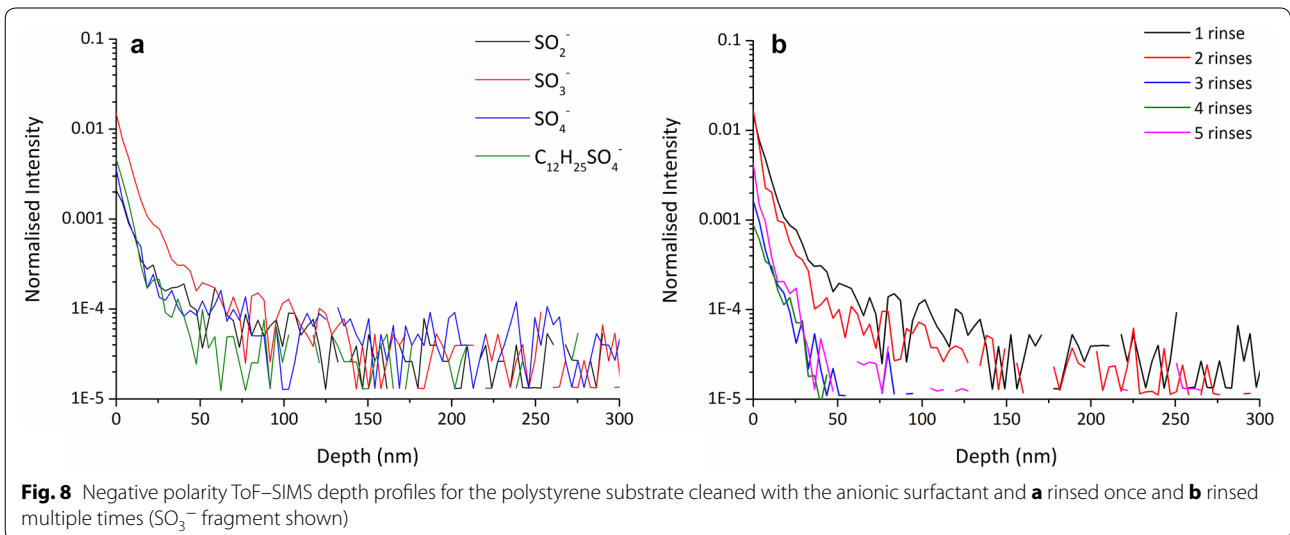 a
SO₂⁻
SO₃⁻
SO₄⁻
C₁₂H₂₅SO₄⁻
0.1
0.01
0.001
1E-4
1E-5
Normalised Intensity
0 50 100 150 200 250 300
Depth (nm)
b
1 rinse
2 rinses
3 rinses
4 rinses
5 rinses
0.1
0.01
0.001
1E-4
1E-5
Normalised Intensity
0 50 100 150 200 250 300
Depth (nm)
Fig. 8 Negative polarity ToF–SIMS depth profiles for the polystyrene substrate cleaned with the anionic surfactant and a rinsed once and b rinsed
multiple times (SO₃⁻ fragment shown)